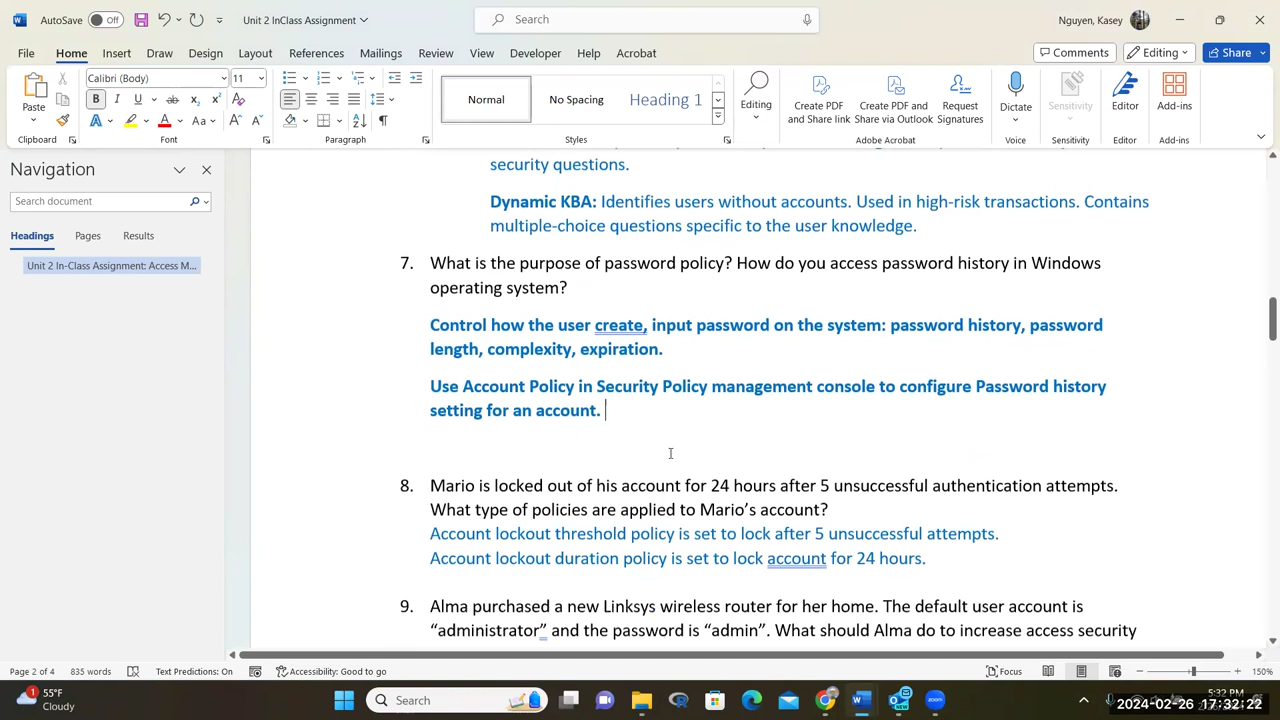 AutoSave Off Unit 2 InClass Assignment Search Nguyen, Kasey
File Home Insert Draw Design Layout References Mailings Review View Developer Help Acrobat Comments Editing Share
Calibri (Body) 11
Paste
B I U ab x₂ x² A Aa A A
Normal No Spacing Heading 1
Editing
Create PDF and Share link
Create PDF and Share via Outlook
Request Signatures
Dictate
Sensitivity
Editor
Add-ins
Clipboard Font Paragraph Styles Adobe Acrobat Voice Sensitivity Editor Add-ins
Navigation
Search document
Headings Pages Results
Unit 2 In-Class Assignment: Access M...
security questions.
Dynamic KBA: Identifies users without accounts. Used in high-risk transactions. Contains
multiple-choice questions specific to the user knowledge.
7. What is the purpose of password policy? How do you access password history in Windows
operating system?
Control how the user create, input password on the system: password history, password
length, complexity, expiration.
Use Account Policy in Security Policy management console to configure Password history
setting for an account.
8. Mario is locked out of his account for 24 hours after 5 unsuccessful authentication attempts.
What type of policies are applied to Mario's account?
Account lockout threshold policy is set to lock after 5 unsuccessful attempts.
Account lockout duration policy is set to lock account for 24 hours.
9. Alma purchased a new Linksys wireless router for her home. The default user account is
“administrator” and the password is “admin”. What should Alma do to increase access security
Page 2 of 4 835 words Text Predictions: On Accessibility: Good to go Focus 150%
1 55°F
Cloudy
Search
zoom
2024-02-26 17:32:22